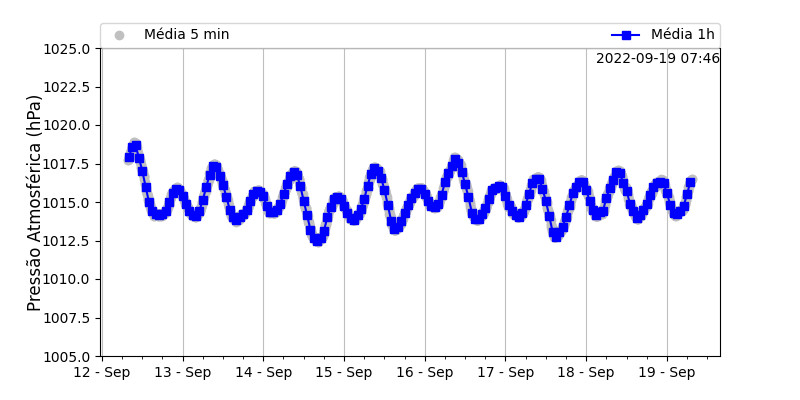 Média 5 min
Média 1h
2022-09-19 07:46
Pressão Atmosférica (hPa)
1025.0
1022.5
1020.0
1017.5
1015.0
1012.5
1010.0
1007.5
1005.0
12 - Sep
13 - Sep
14 - Sep
15 - Sep
16 - Sep
17 - Sep
18 - Sep
19 - Sep